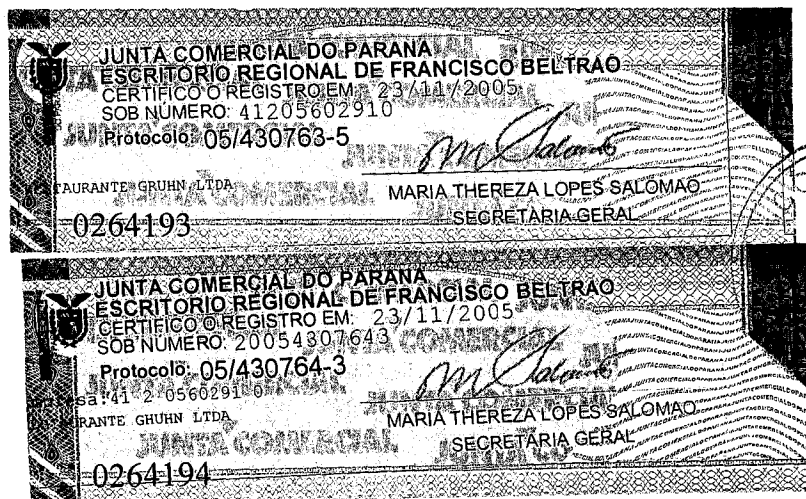 JUNTA COMERCIAL DO PARANA
ESCRITORIO REGIONAL DE FRANCISCO BELTRAO
CERTIFICO O REGISTRO EM: 23/11/2005
SOB NÚMERO: 41205602910
Protocolo: 05/430763-5
TAURANTE GRUHN LTDA
MARIA THEREZA LOPES SALOMAO
SECRETARIA GERAL
0264193
JUNTA COMERCIAL DO PARANA
ESCRITORIO REGIONAL DE FRANCISCO BELTRAO
CERTIFICO O REGISTRO EM: 23/11/2005
SOB NÚMERO: 20054307643
Protocolo: 05/430764-3
sa:41 2 0560291 0
RANTE GHUHN LTDA
MARIA THEREZA LOPES SALOMAO
SECRETARIA GERAL
0264194